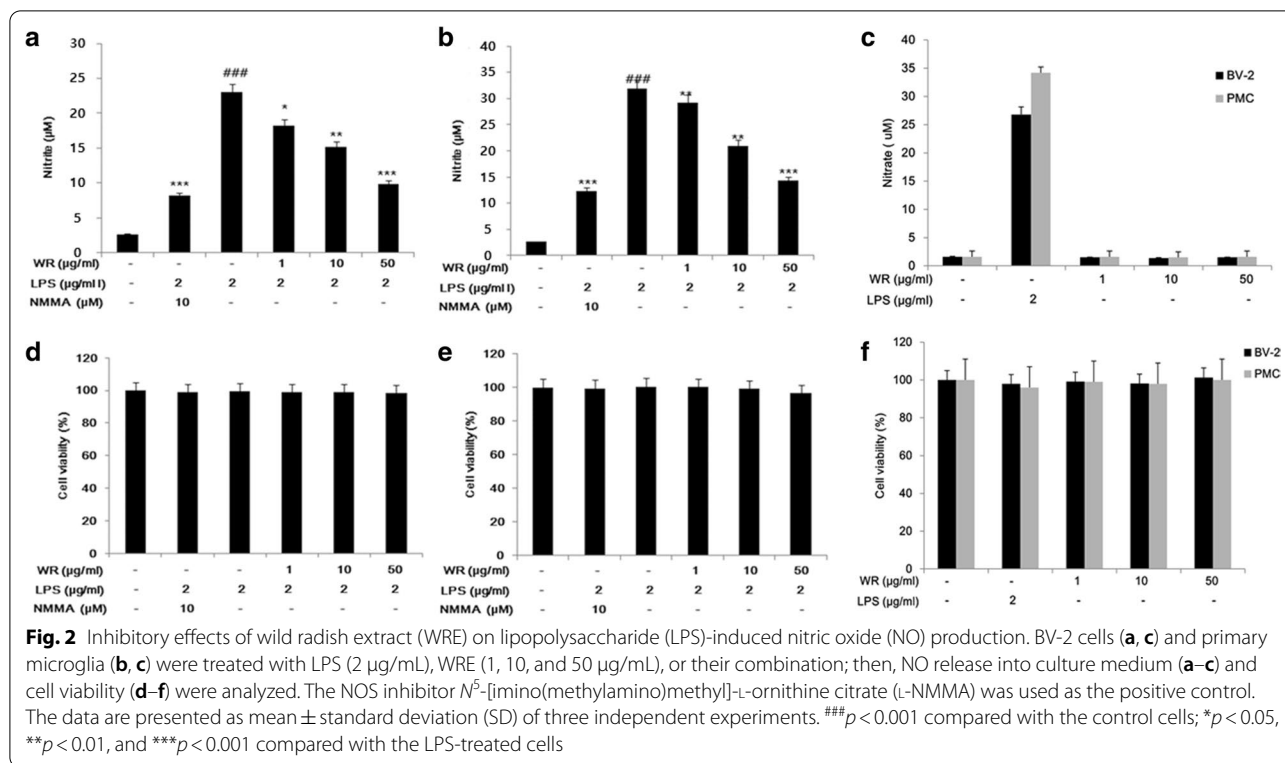 a
30
25
20
15
10
5
0
Nitrite (µM)
***
###
*
**
***
WR (µg/ml) - - - 1 10 50
LPS (µg/mlI) - 2 2 2 2 2
NMMA (µM) - 10 - - - -
b
40
35
30
25
20
15
10
5
0
Nitrite (µM)
***
###
**
**
***
WR (µg/ml) - - - 1 10 50
LPS (µg/mlI) - 2 2 2 2 2
NMMA (µM) - 10 - - - -
c
40
35
30
25
20
15
10
5
0
Nitrate ( uM)
BV-2
PMC
WR (µg/ml) - - 1 10 50
LPS (µg/ml) - 2 - - -
d
120
100
80
60
40
20
0
Cell viability (%)
WR (µg/ml) - - - 1 10 50
LPS (µg/ml) - 2 2 2 2 2
NMMA (µM) - 10 - - - -
e
120
100
80
60
40
20
0
Cell viability (%)
WR (µg/ml) - - - 1 10 50
LPS (µg/ml) - 2 2 2 2 2
NMMA (µM) - 10 - - - -
f
120
100
80
60
40
20
0
Cell viability (%)
BV-2
PMC
WR (µg/ml) - - 1 10 50
LPS (µg/ml) - 2 - - -
Fig. 2 Inhibitory effects of wild radish extract (WRE) on lipopolysaccharide (LPS)-induced nitric oxide (NO) production. BV-2 cells (a, c) and primary
microglia (b, c) were treated with LPS (2 µg/mL), WRE (1, 10, and 50 µg/mL), or their combination; then, NO release into culture medium (a–c) and
cell viability (d–f) were analyzed. The NOS inhibitor N⁵-[imino(methylamino)methyl]-L-ornithine citrate (L-NMMA) was used as the positive control.
The data are presented as mean ± standard deviation (SD) of three independent experiments. ###p < 0.001 compared with the control cells; *p < 0.05,
**p < 0.01, and ***p < 0.001 compared with the LPS-treated cells